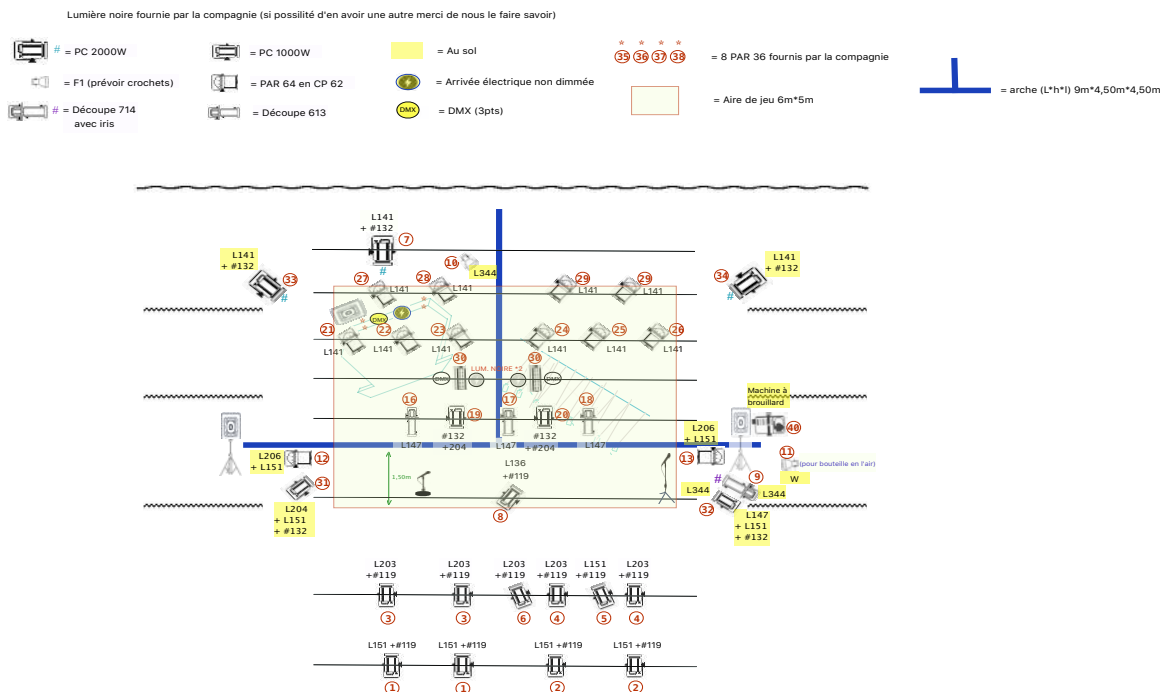 Lumière noire fournie par la compagnie (si possilité d'en avoir une autre merci de nous le faire savoir)
# = PC 2000W
= PC 1000W
= Au sol
* * * *
35 36 37 38
= 8 PAR 36 fournis par la compagnie
= F1 (prévoir crochets)
= PAR 64 en CP 62
= Arrivée électrique non dimmée
= arche (L*h*l) 9m*4,50m*4,50m
= Aire de jeu 6m*5m
# = Découpe 714
avec iris
= Découpe 613
DMX = DMX (3pts)
L141
+ #132
7
#
10
L344
L141
+ #132
33
#
L141
+ #132
34
#
27
L141
28
L141
29
L141
29
L141
DMX
21
L141
22
L141
23
L141
24
L141
25
L141
26
L141
30
LUM. NOIRE *2
30
DMX
DMX
16
L147
19
#132
+204
17
L147
20
#132
+#204
18
L147
Machine à
brouillard
40
L206
+ L151
12
L206
+ L151
13
11
(pour bouteille en l'air)
W
31
L204
+ L151
+ #132
1,50m
L136
+#119
8
#
9
L344
L344
32
L147
+ L151
+ #132
L203
+#119
3
L203
+#119
3
L203
+#119
6
L203
+#119
4
L151
+#119
5
L203
+#119
4
L151 +#119
1
L151 +#119
1
L151 +#119
2
L151 +#119
2